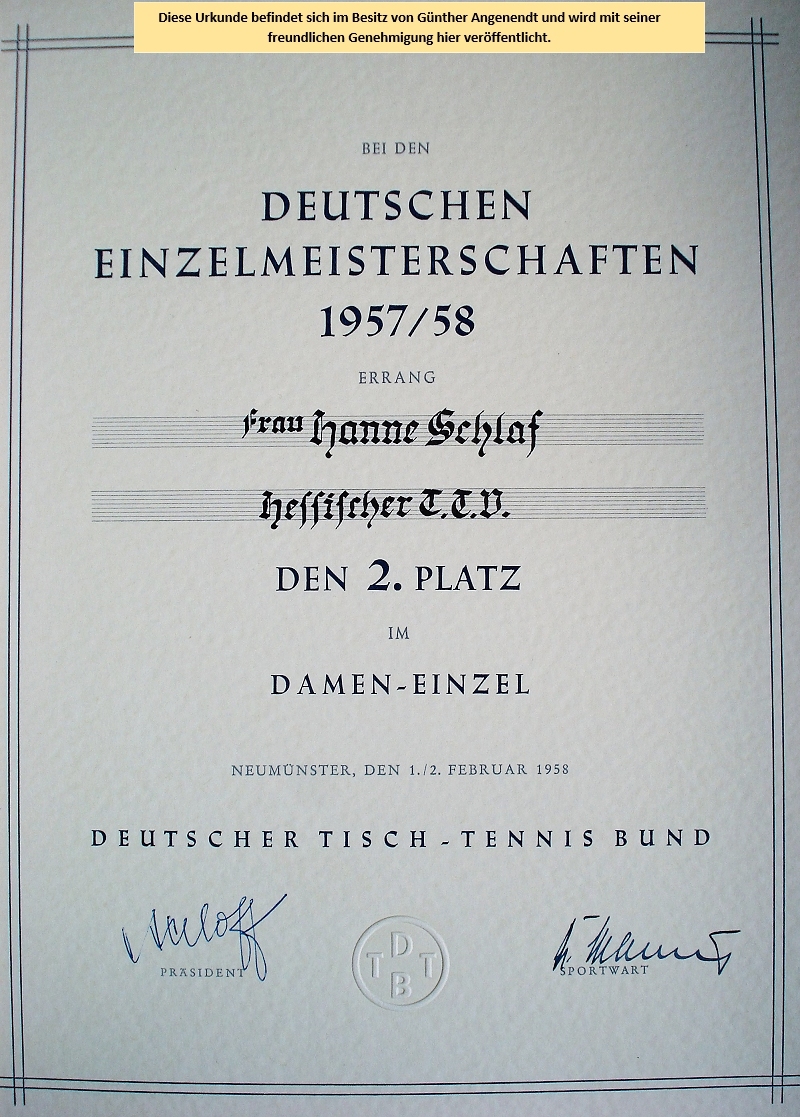 Diese Urkunde befindet sich im Besitz von Günther Angenendt und wird mit seiner
freundlichen Genehmigung hier veröffentlicht.
BEI DEN
DEUTSCHEN
EINZELMEISTERSCHAFTEN
1957/58
ERRANG
Frau Hanne Schlaf
Hessischer T.T.V.
DEN 2. PLATZ
IM
DAMEN-EINZEL
NEUMÜNSTER, DEN 1./2. FEBRUAR 1958
DEUTSCHER TISCH-TENNIS BUND
PRÄSIDENT
SPORTWART
D
T T
B